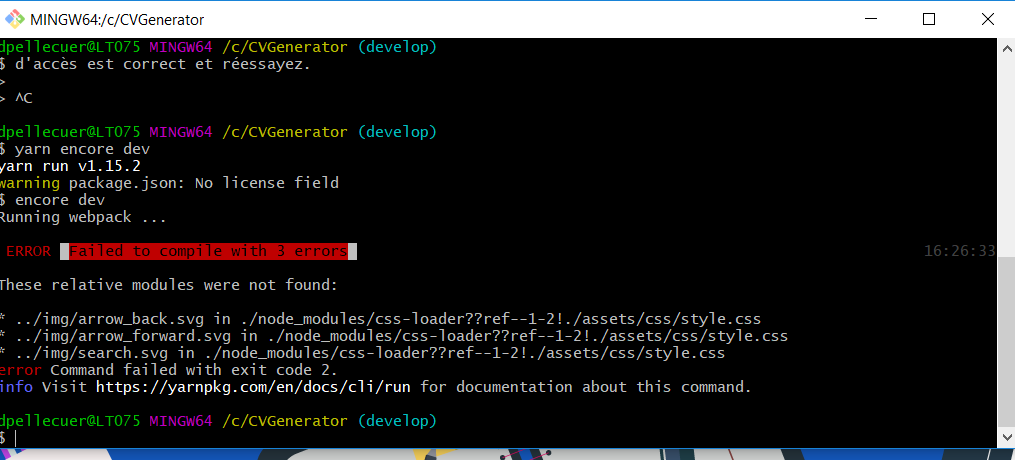 MINGW64:/c/CVGenerator
dpellecuer@LT075 MINGW64 /c/CVGenerator (develop)
$ d'accès est correct et réessayez.
>
> ^C
dpellecuer@LT075 MINGW64 /c/CVGenerator (develop)
$ yarn encore dev
yarn run v1.15.2
warning package.json: No license field
$ encore dev
Running webpack ...
ERROR Failed to compile with 3 errors 16:26:33
These relative modules were not found:
* ../img/arrow_back.svg in ./node_modules/css-loader??ref--1-2!./assets/css/style.css
* ../img/arrow_forward.svg in ./node_modules/css-loader??ref--1-2!./assets/css/style.css
* ../img/search.svg in ./node_modules/css-loader??ref--1-2!./assets/css/style.css
error Command failed with exit code 2.
info Visit https://yarnpkg.com/en/docs/cli/run for documentation about this command.
dpellecuer@LT075 MINGW64 /c/CVGenerator (develop)
$